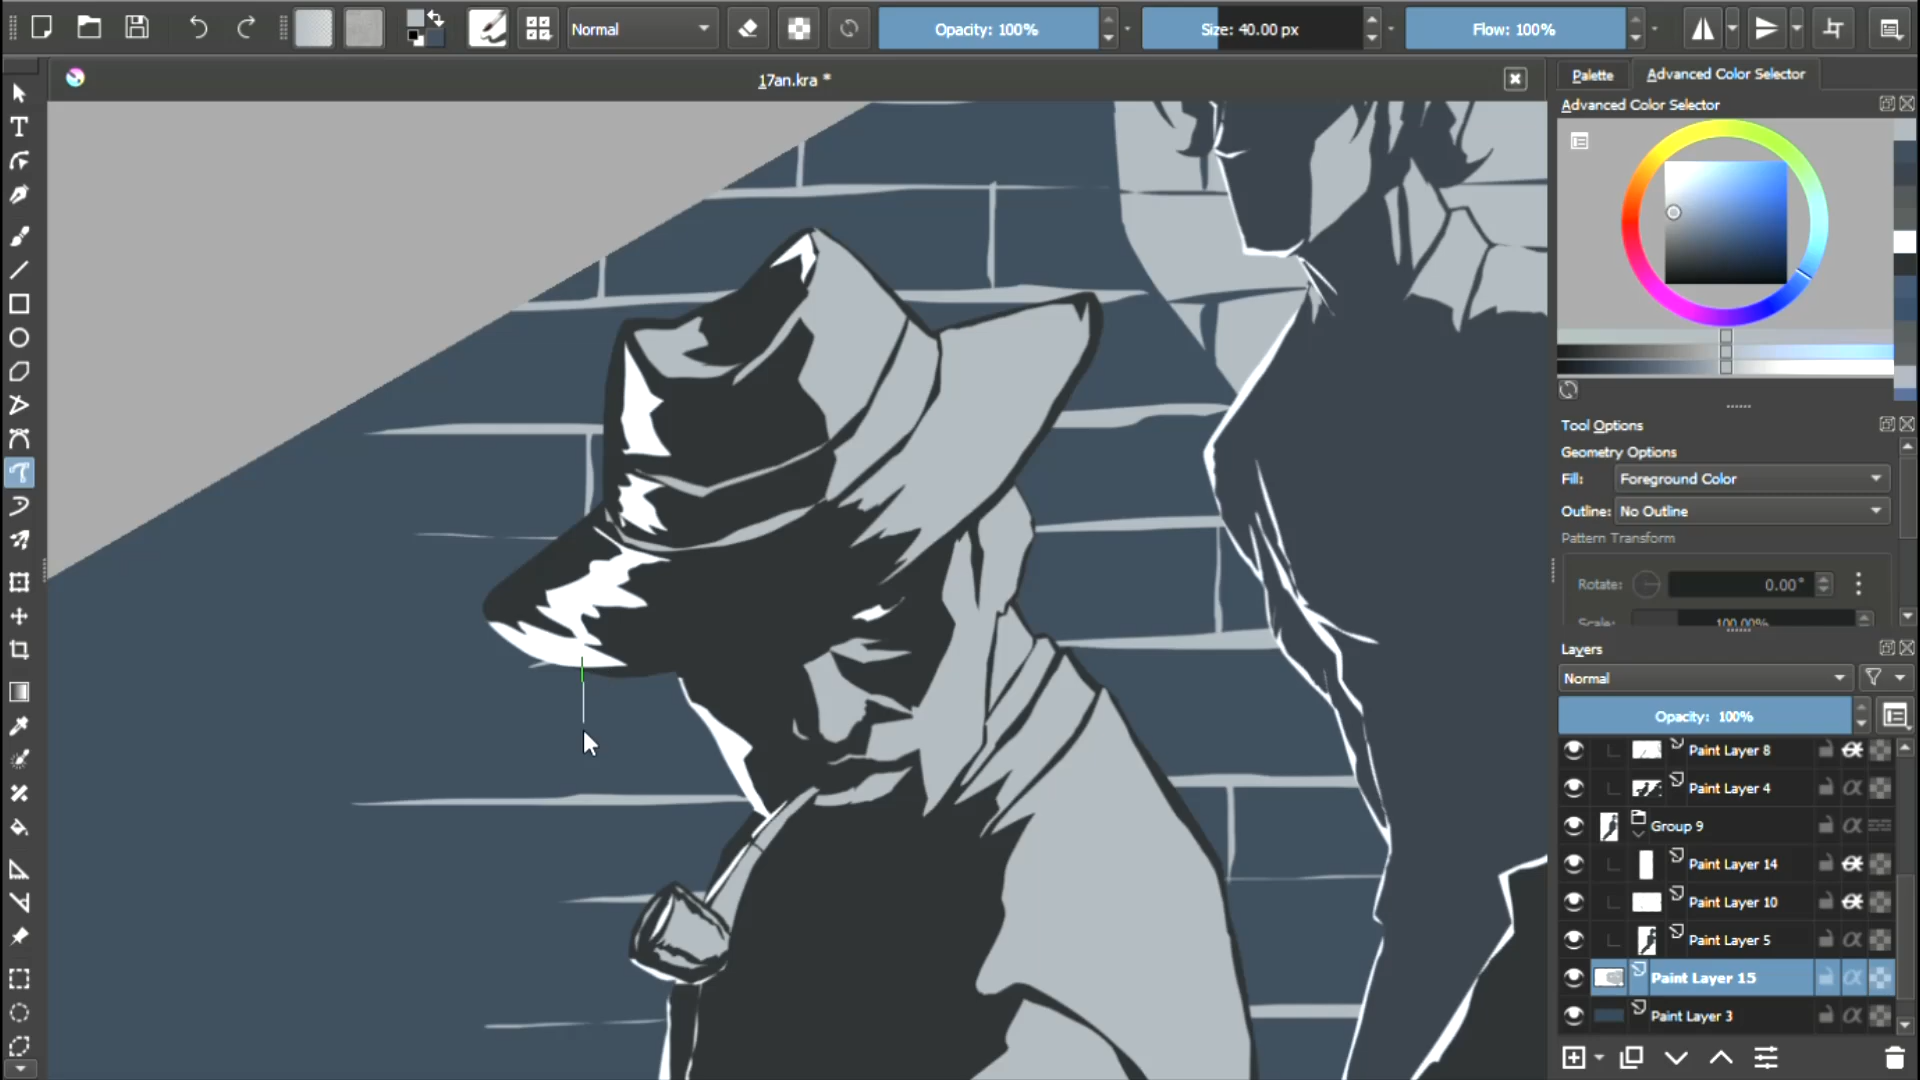 Normal
Opacity: 100%
Size: 40.00 px
Flow: 100%
17an.kra *
Palette
Advanced Color Selector
Advanced Color Selector
Tool Options
Geometry Options
Fill:
Foreground Color
Outline:
No Outline
Pattern Transform
Rotate:
0.00°
Scale:
100.00%
Layers
Normal
Opacity: 100%
Paint Layer 8
Paint Layer 4
Group 9
Paint Layer 14
Paint Layer 10
Paint Layer 5
Paint Layer 15
Paint Layer 3